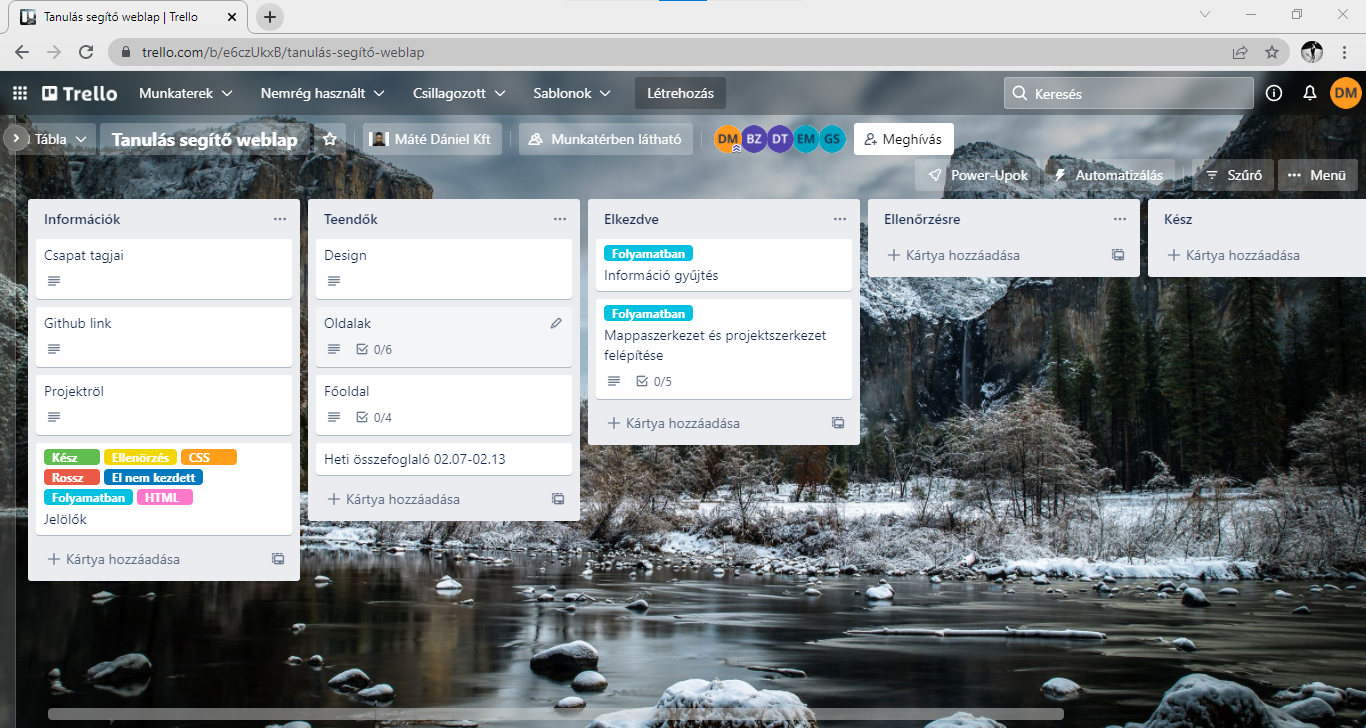 Tanulás segítő weblap | Trello
trello.com/b/e6czUkxB/tanulás-segítő-weblap
Trello Munkaterek Nemrég használt Csillagozott Sablonok Létrehozás Keresés DM
Tábla Tanulás segítő weblap Máté Dániel Kft Munkatérben látható DM BZ DT EM GS Meghívás
Power-Upok Automatizálás Szűrő Menü
Információk
Csapat tagjai
Github link
Projektröl
Kész Ellenőrzés CSS
Rossz El nem kezdett
Folyamatban HTML
Jelölők
Kártya hozzáadása
Teendők
Design
Oldalak
0/6
Főoldal
0/4
Heti összefoglaló 02.07-02.13
Kártya hozzáadása
Elkezdve
Folyamatban
Információ gyűjtés
Folyamatban
Mappaszerkezet és projektszerkezet
felépítése
0/5
Kártya hozzáadása
Ellenőrzésre
Kártya hozzáadása
Kész
Kártya hozzáadása